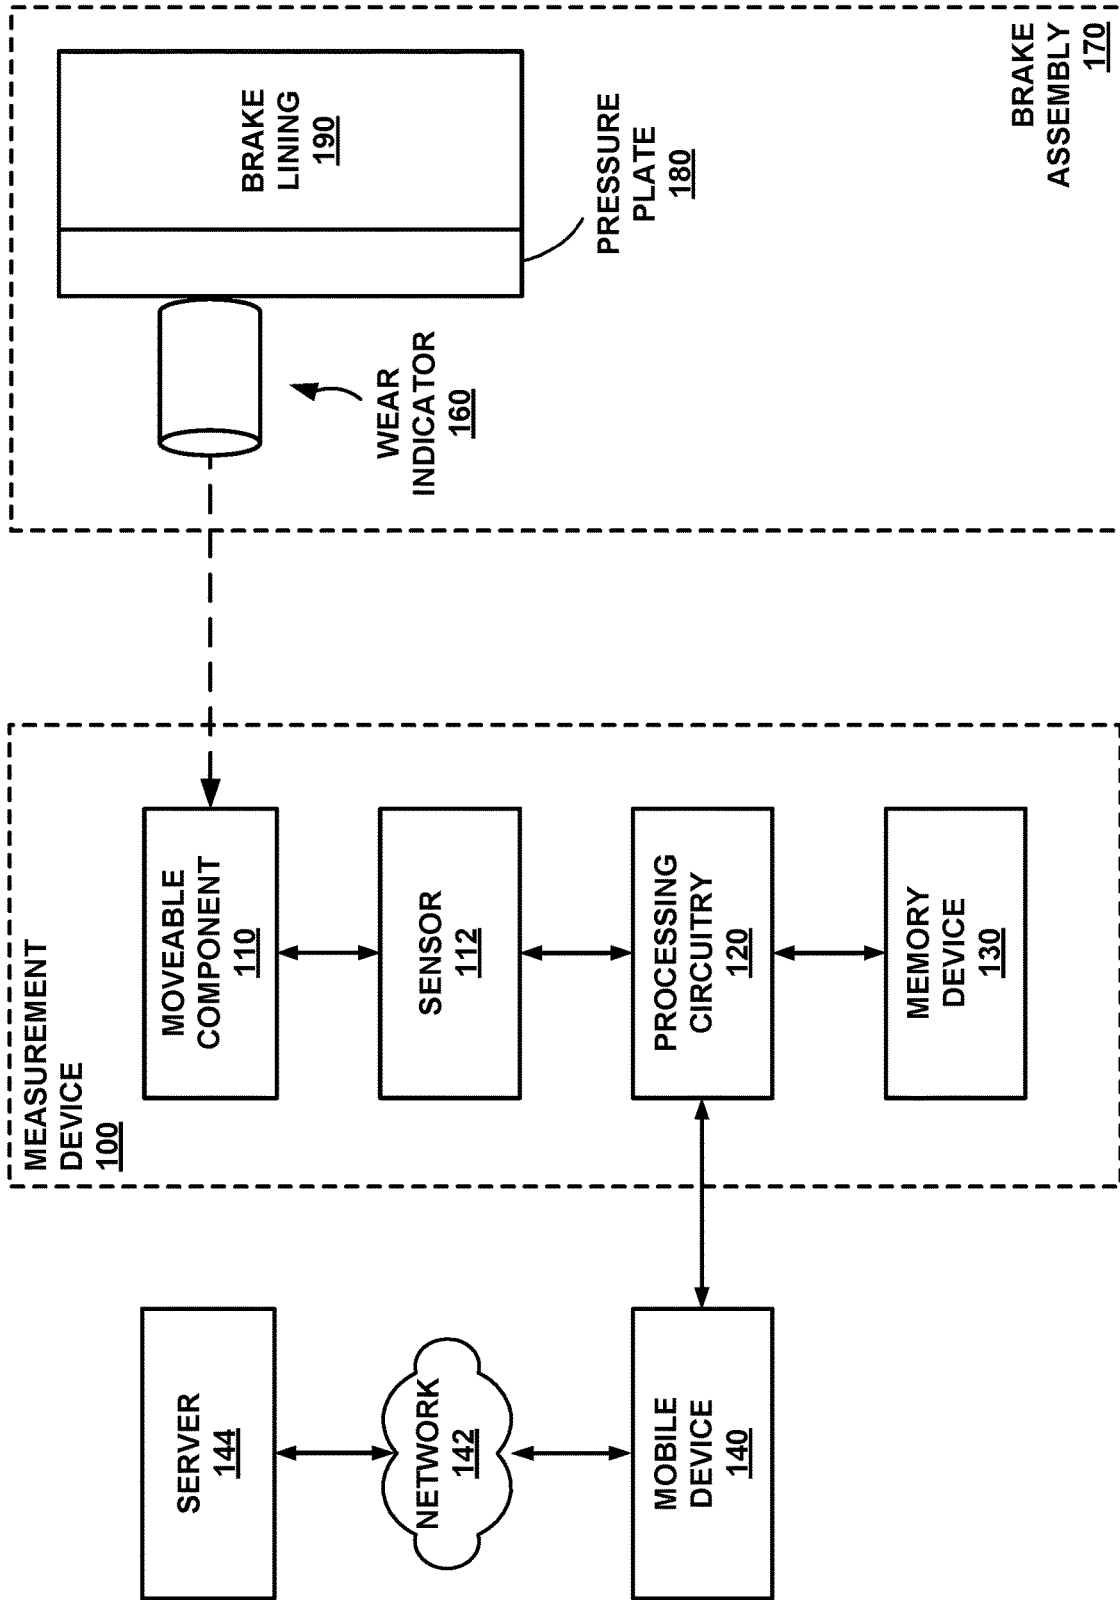 SERVER
144
NETWORK
142
MOBILE
DEVICE
140
MEASUREMENT
DEVICE
100
MOVEABLE
COMPONENT
110
SENSOR
112
PROCESSING
CIRCUITRY
120
MEMORY
DEVICE
130
WEAR
INDICATOR
160
BRAKE
LINING
190
PRESSURE
PLATE
180
BRAKE
ASSEMBLY
170